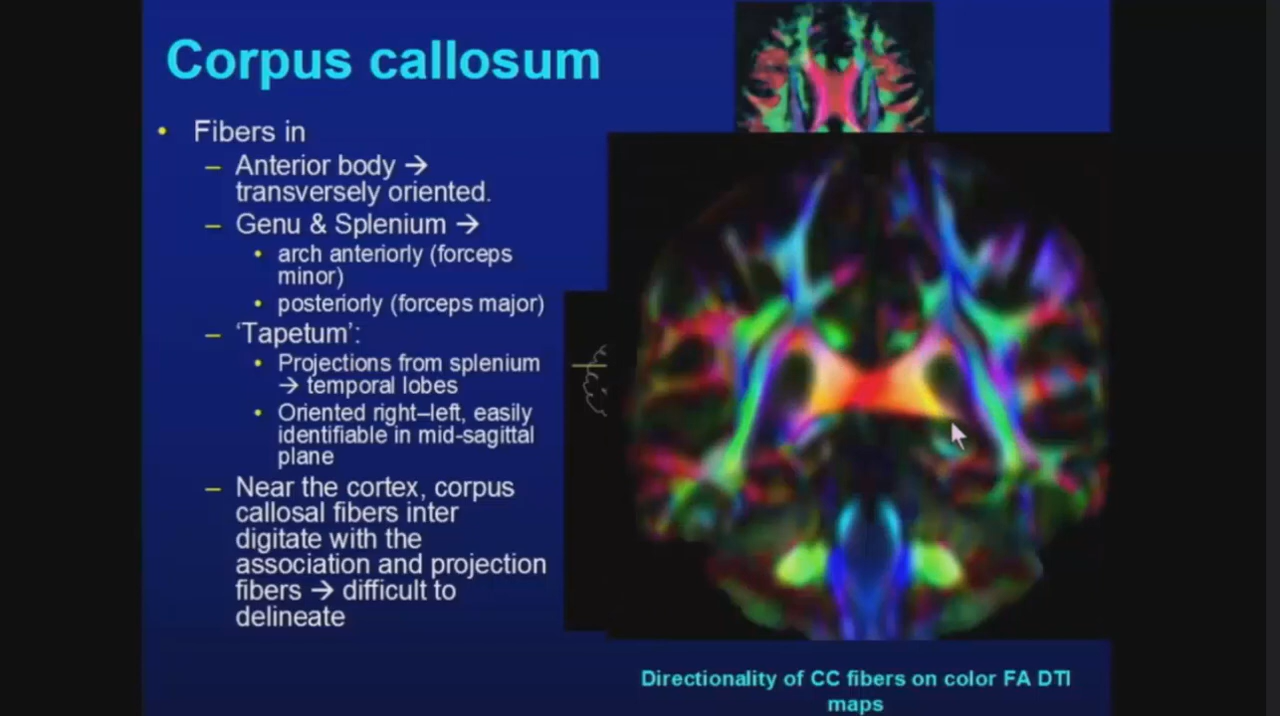 Corpus callosum
• Fibers in
– Anterior body →
transversely oriented.
– Genu & Splenium →
• arch anteriorly (forceps
minor)
• posteriorly (forceps major)
– ‘Tapetum’:
• Projections from splenium
→ temporal lobes
• Oriented right–left, easily
identifiable in mid-sagittal
plane
– Near the cortex, corpus
callosal fibers inter
digitate with the
association and projection
fibers → difficult to
delineate
Directionality of CC fibers on color FA DTI
maps